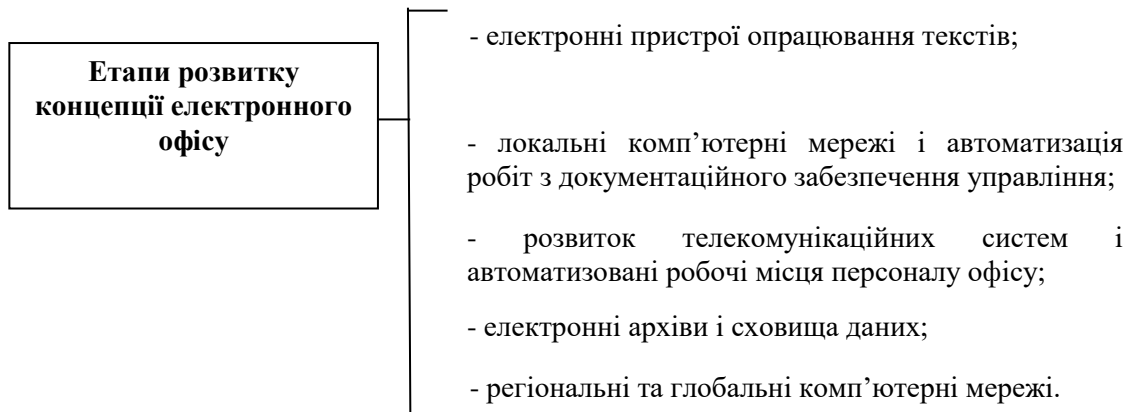 Етапи розвитку
концепції електронного
офісу
- електронні пристрої опрацювання текстів;
- локальні комп’ютерні мережі і автоматизація
робіт з документаційного забезпечення управління;
- розвиток телекомунікаційних систем і
автоматизовані робочі місця персоналу офісу;
- електронні архіви і сховища даних;
- регіональні та глобальні комп’ютерні мережі.